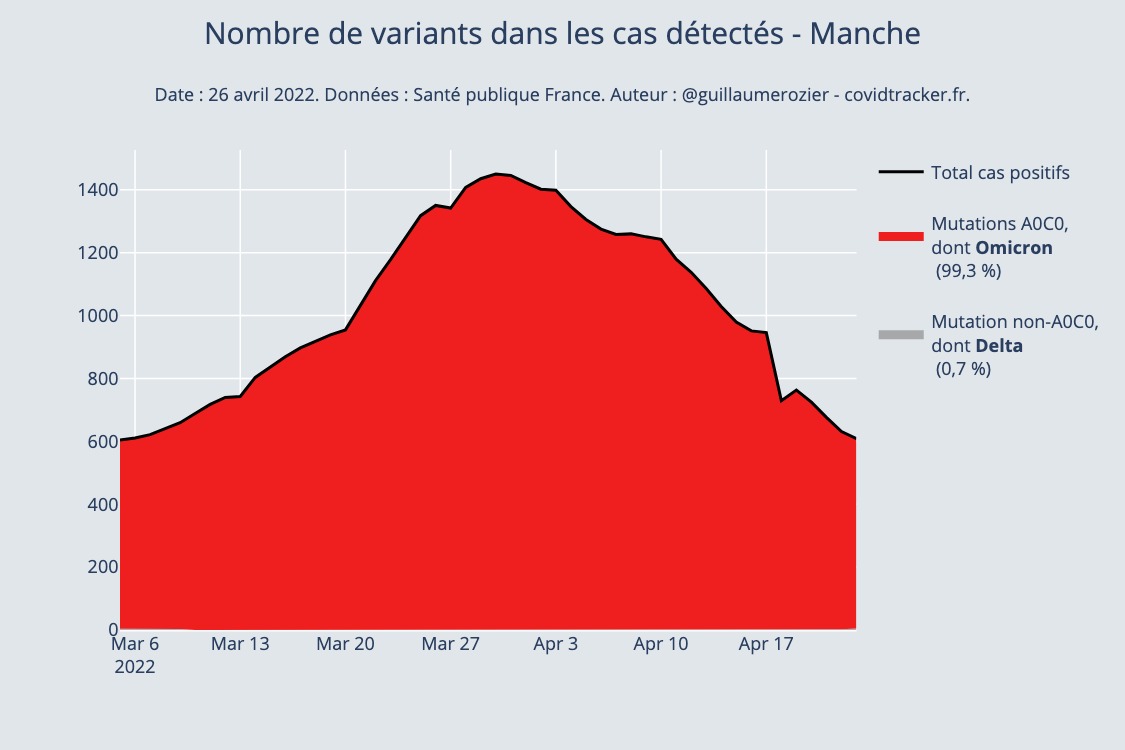 Nombre de variants dans les cas détectés - Manche
Date : 26 avril 2022. Données : Santé publique France. Auteur : @guillaumerozier - covidtracker.fr.
Total cas positifs
Mutations A0C0,
dont Omicron
(99,3 %)
Mutation non-A0C0,
dont Delta
(0,7 %)
1400
1200
1000
800
600
400
200
0
Mar 6 Mar 13 Mar 20 Mar 27 Apr 3 Apr 10 Apr 17
2022